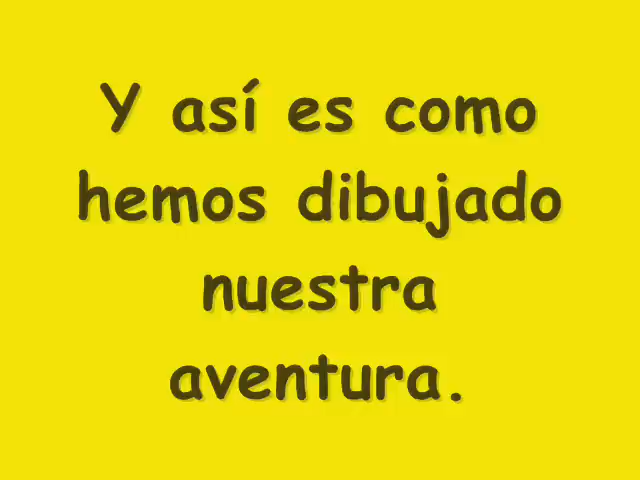 Y así es como
hemos dibujado
nuestra
aventura.